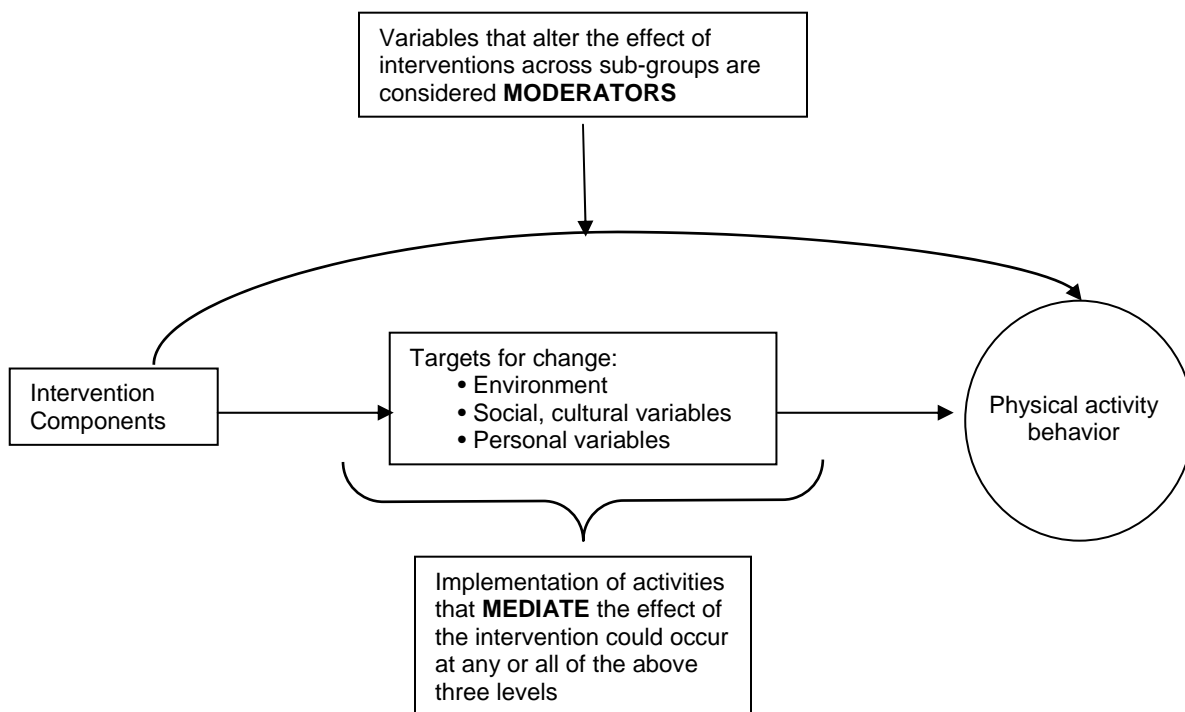 Variables that alter the effect of
interventions across sub-groups are
considered MODERATORS
Intervention
Components
Targets for change:
• Environment
• Social, cultural variables
• Personal variables
Physical activity
behavior
Implementation of activities
that MEDIATE the effect of
the intervention could occur
at any or all of the above
three levels